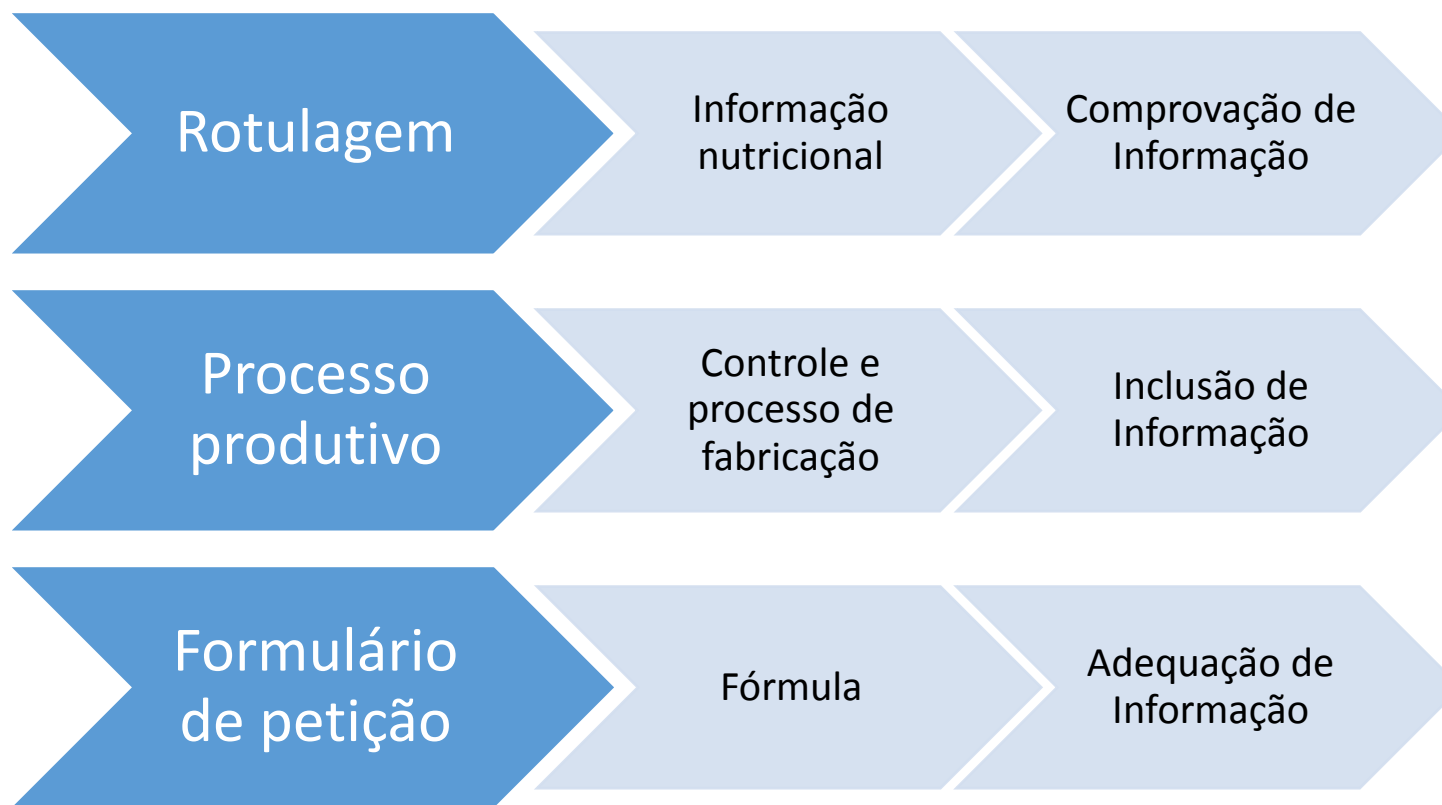 Rotulagem
Informação
nutricional
Comprovação de
Informação
Processo
produtivo
Controle e
processo de
fabricação
Inclusão de
Informação
Formulário
de petição
Fórmula
Adequação de
Informação